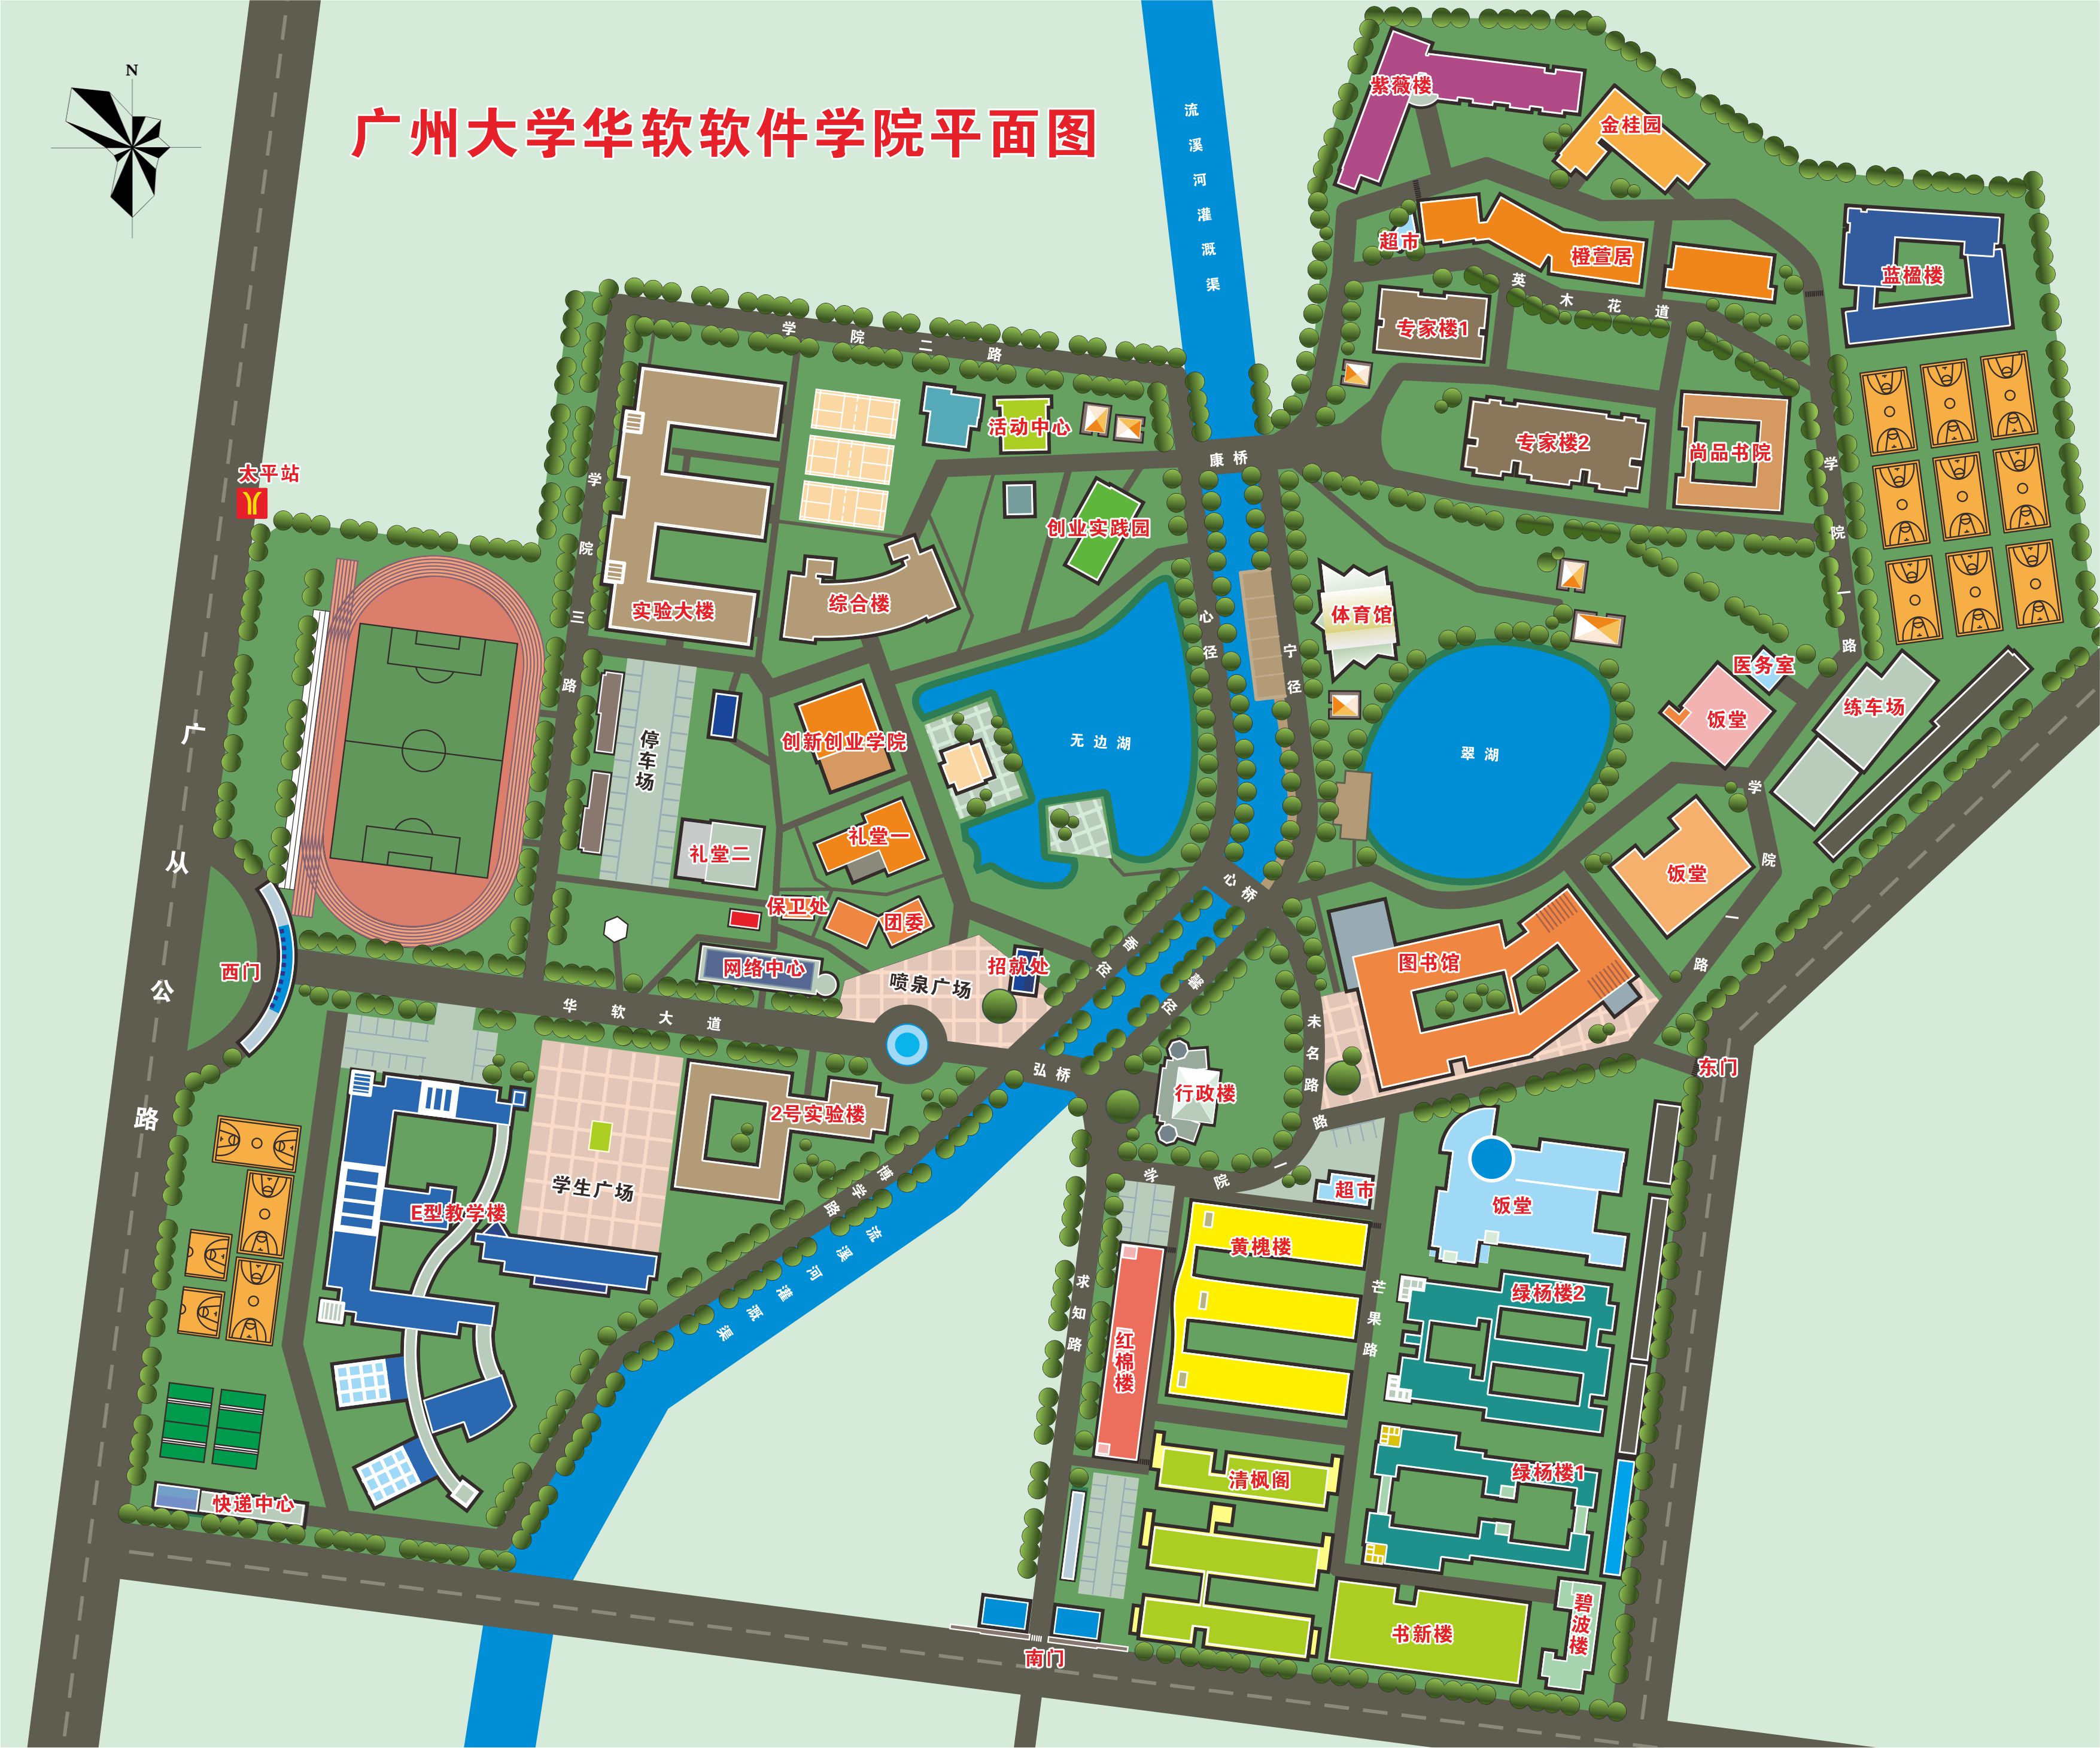 N
广州大学华软软件学院平面图
流溪河灌溉渠
紫薇楼
金桂园
超市
橙萱居
蓝楹楼
英木花道
专家楼1
学院二路
活动中心
康桥
专家楼2
尚品书院
太平站
学院三路
创业实践园
学院一路
实验大楼
综合楼
心径
宁径
体育馆
医务室
饭堂
练车场
广从公路
停车场
创新创业学院
无边湖
翠湖
礼堂一
礼堂二
心桥
饭堂
学院一路
保卫处
团委
西门
网络中心
喷泉广场
招就处
香径
馨径
图书馆
华软大道
未名路
弘桥
行政楼
东门
2号实验楼
学生广场
E型教学楼
博学路
流溪河灌溉渠
学院一路
超市
饭堂
黄槐楼
求知路
红棉楼
芒果路
绿杨楼2
清枫阁
绿杨楼1
快递中心
书新楼
碧波楼
南门